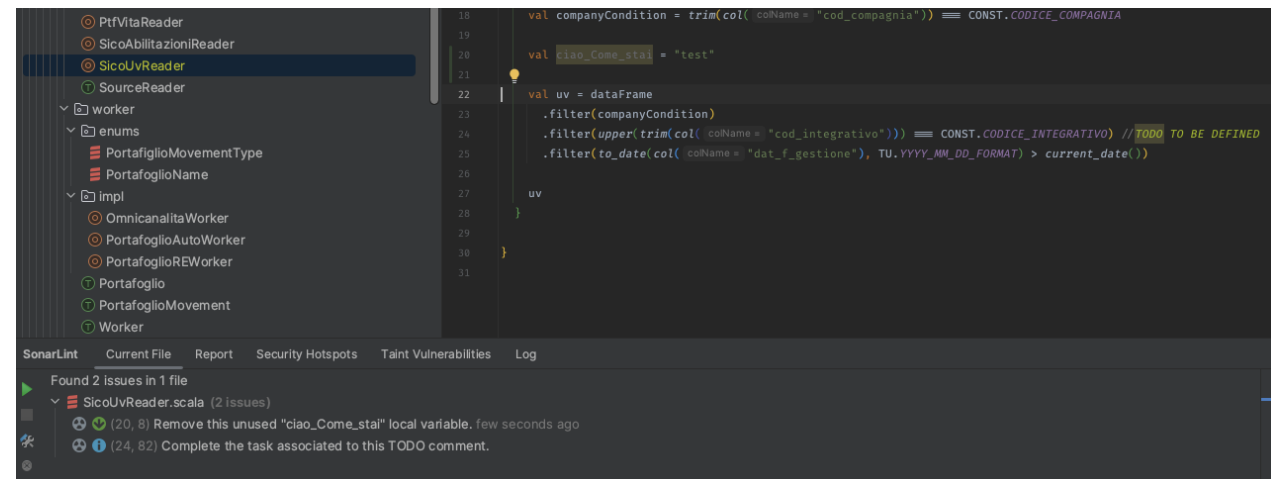 PtfVitaReader
SicoAbilitazioniReader
SicoUvReader
SourceReader
worker
enums
PortafiglioMovementType
PortafoglioName
impl
OmnicanalitaWorker
PortafoglioAutoWorker
PortafoglioREWorker
Portafoglio
PortafoglioMovement
Worker
18 val companyCondition = trim(col( colName = "cod_compagnia")) === CONST.CODICE_COMPAGNIA
19
20 val ciao_Come_stai = "test"
21
22 val uv = dataFrame
23 .filter(companyCondition)
24 .filter(upper(trim(col( colName = "cod_integrativo"))) === CONST.CODICE_INTEGRATIVO) //TODO TO BE DEFINED
25 .filter(to_date(col( colName = "dat_f_gestione"), TU.YYYY_MM_DD_FORMAT) > current_date())
26
27 uv
28 }
29
30 }
31
SonarLint Current File Report Security Hotspots Taint Vulnerabilities Log
Found 2 issues in 1 file
SicoUvReader.scala (2 issues)
(20, 8) Remove this unused "ciao_Come_stai" local variable. few seconds ago
(24, 82) Complete the task associated to this TODO comment.